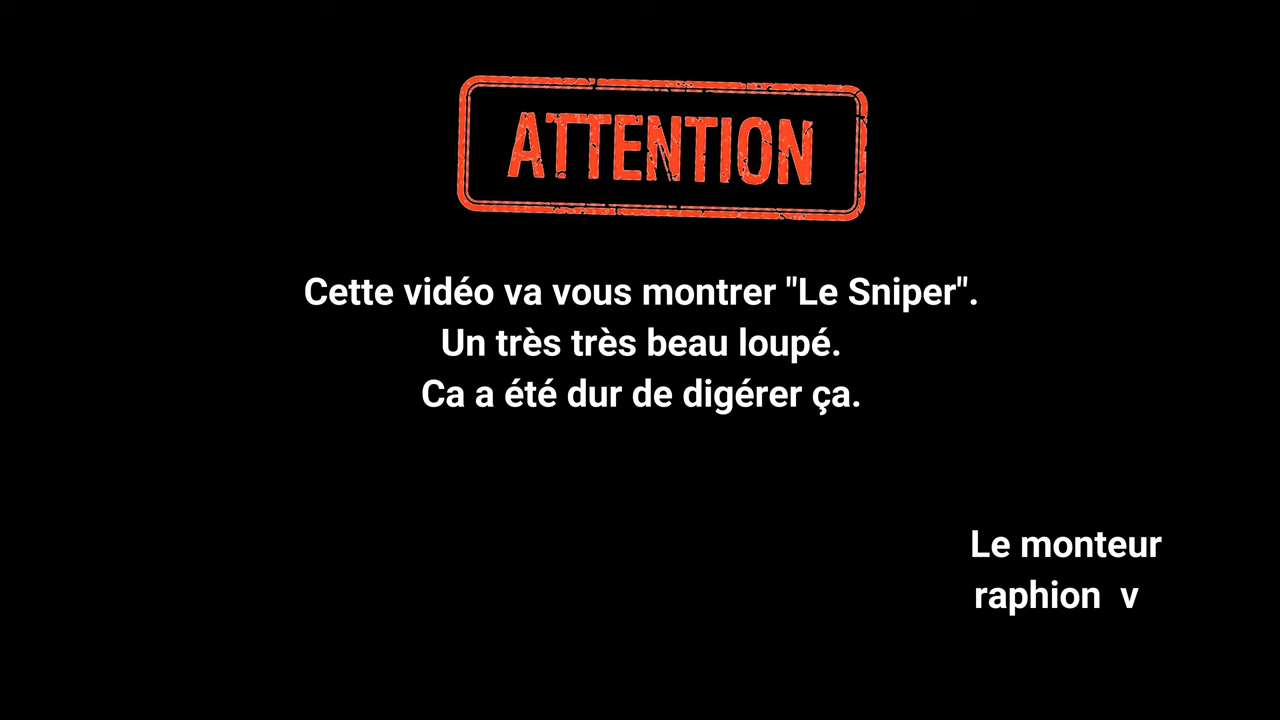 ATTENTION
Cette vidéo va vous montrer "Le Sniper".
Un très très beau loupé.
Ca a été dur de digérer ça.
Le monteur
raphion  v